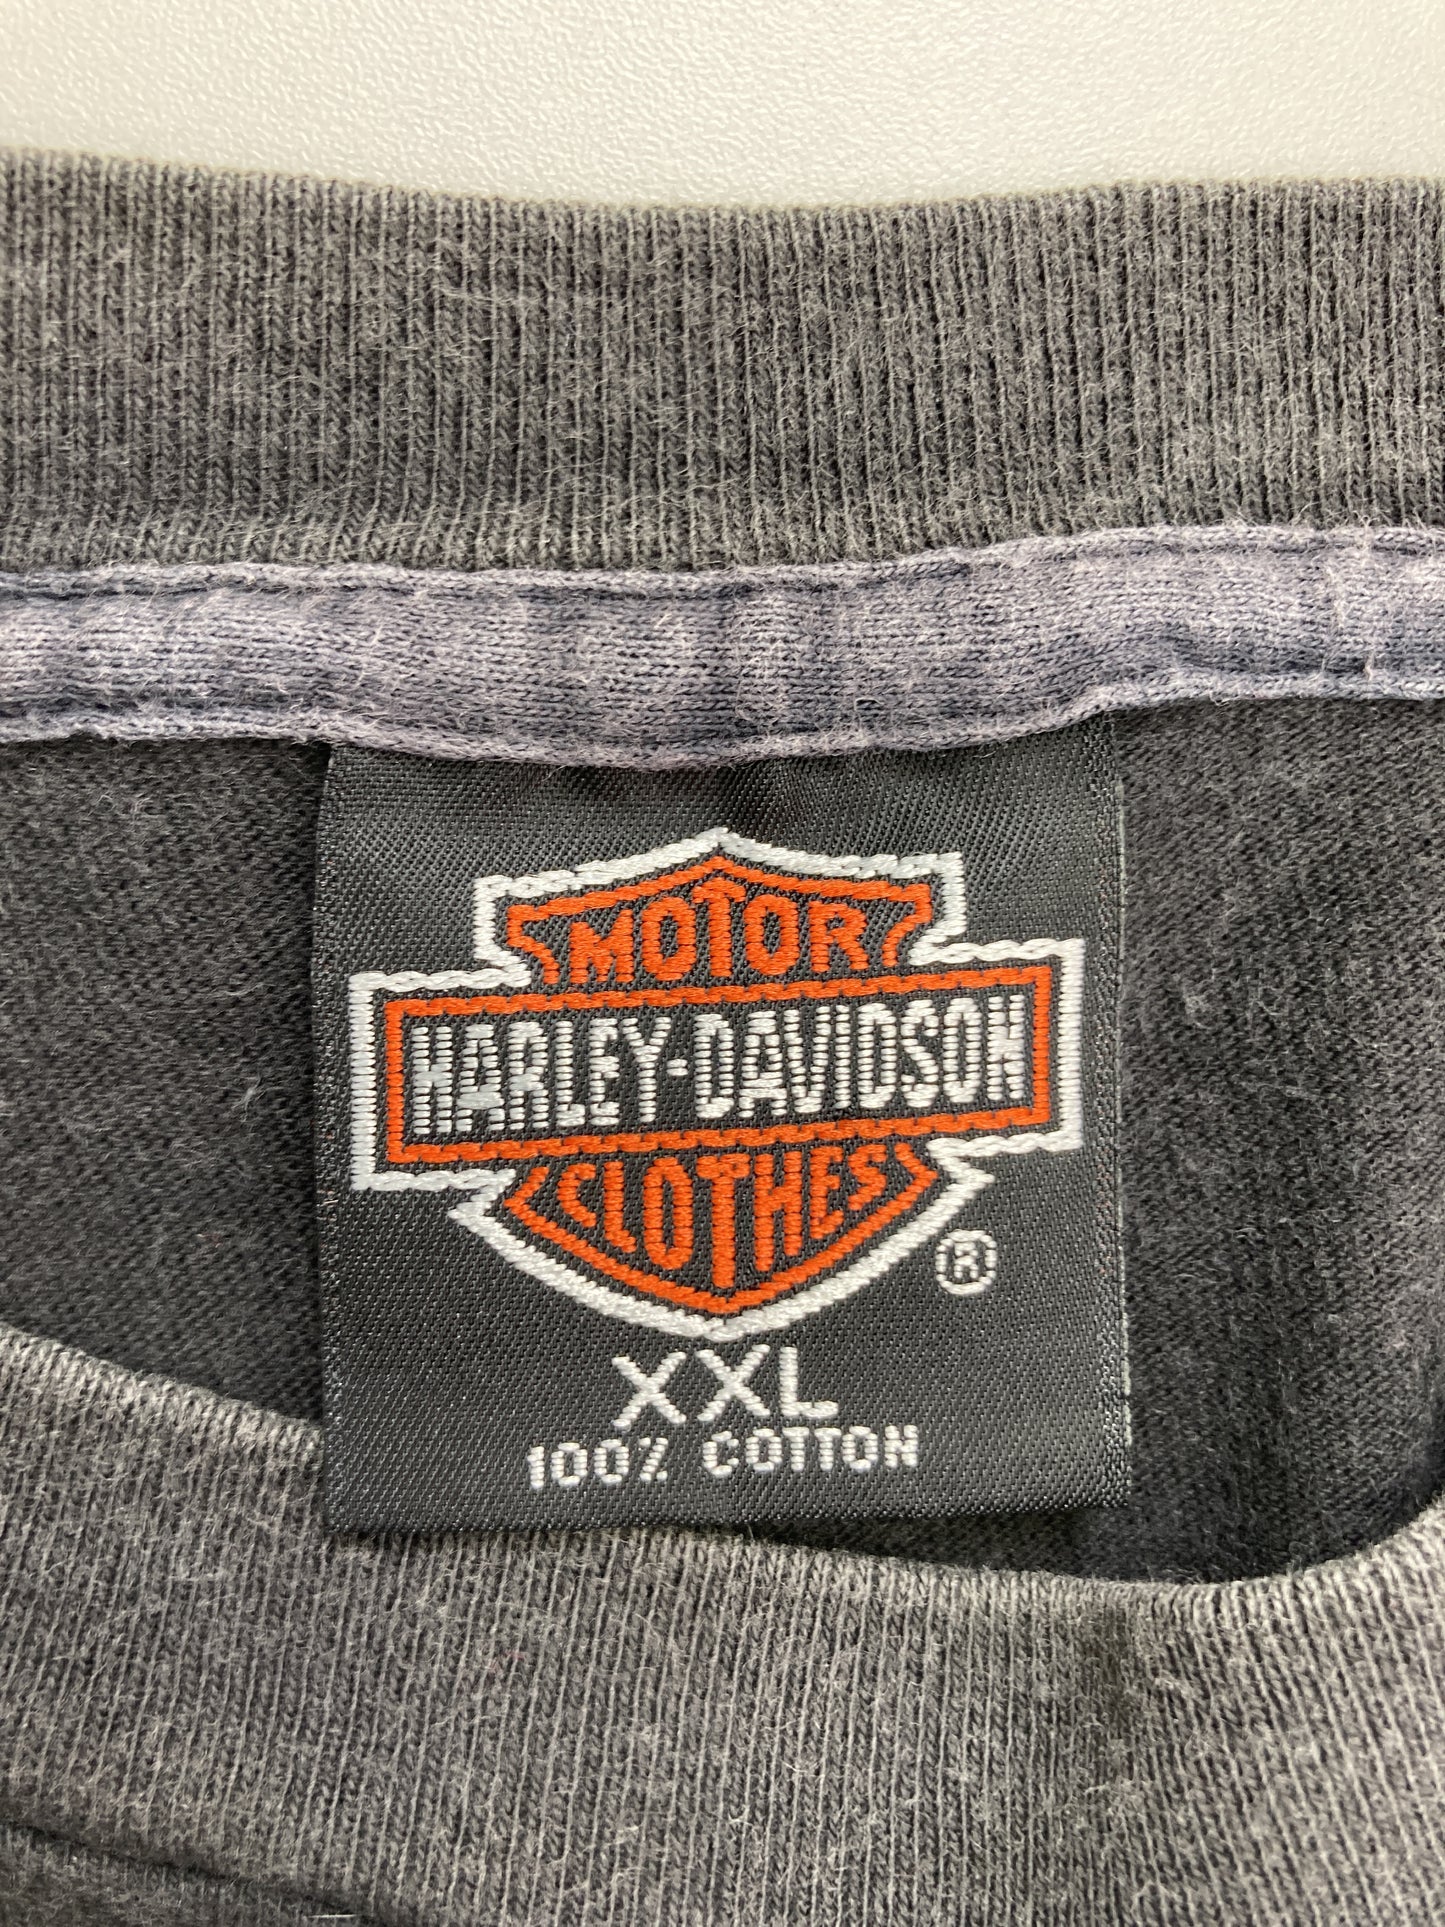 MOTOR
HARLEY-DAVIDSON
CLOTHES
®
XXL
100% COTTON